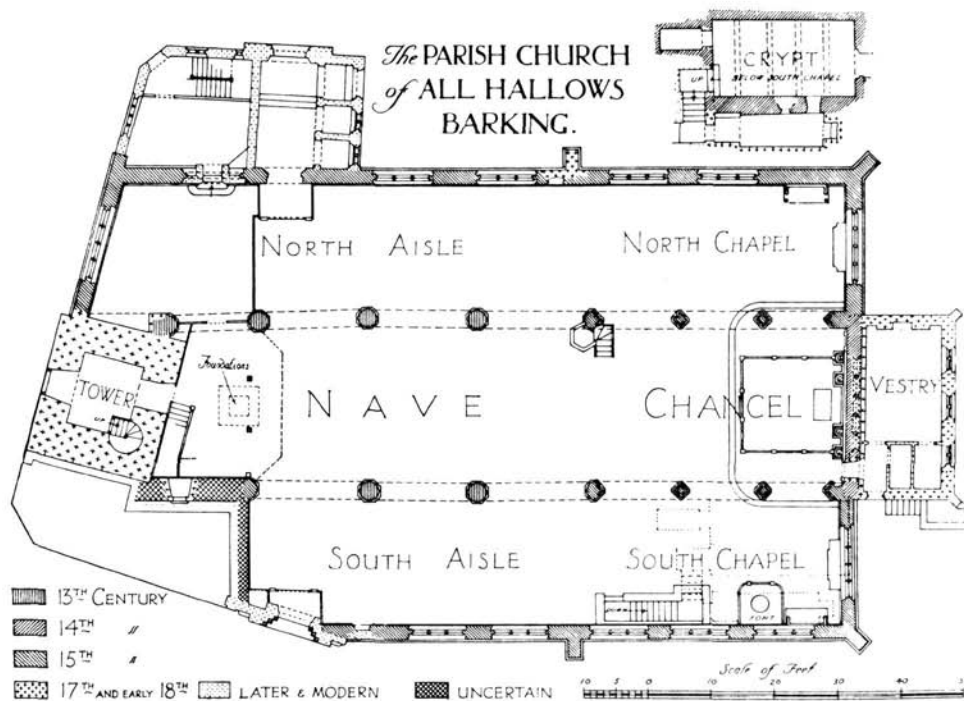 The PARISH CHURCH
of ALL HALLOWS
BARKING.
CRYPT
BELOW SOUTH CHAPEL
UP
NORTH AISLE
NORTH CHAPEL
Foundations
TOWER
UP
NAVE
CHANCEL
VESTRY
SOUTH AISLE
SOUTH CHAPEL
FONT
13TH CENTURY
14TH "
15TH "
17TH AND EARLY 18TH
LATER & MODERN
UNCERTAIN
Scale of Feet
10 5 0 10 20 30 40